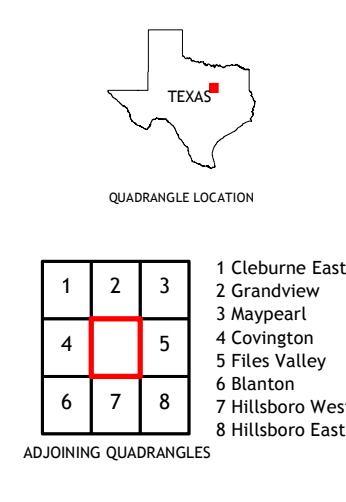 TEXAS
QUADRANGLE LOCATION
1 2 3
4 5
6 7 8
1 Cleburne East
2 Grandview
3 Maypearl
4 Covington
5 Files Valley
6 Blanton
7 Hillsboro Wes
8 Hillsboro East
ADJOINING QUADRANGLES